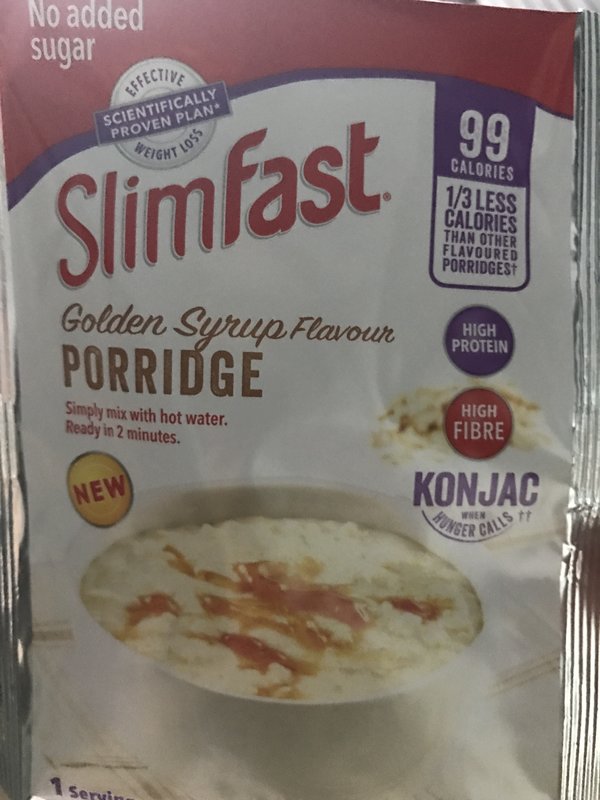 No added
sugar
EFFECTIVE
SCIENTIFICALLY
PROVEN PLAN*
WEIGHT LOSS
SlimFast®
99
CALORIES
1/3 LESS
CALORIES
THAN OTHER
FLAVOURED
PORRIDGES†
Golden Syrup Flavour
PORRIDGE
Simply mix with hot water.
Ready in 2 minutes.
HIGH
PROTEIN
HIGH
FIBRE
NEW
KONJAC
WHEN
HUNGER CALLS ††
1 Serving